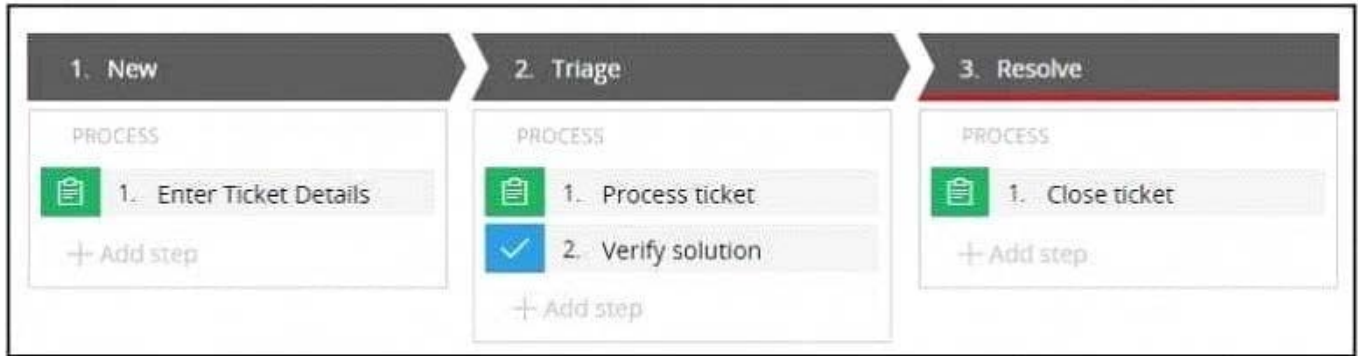 1. New
2. Triage
3. Resolve
PROCESS
1. Enter Ticket Details
+ Add step
PROCESS
1. Process ticket
2. Verify solution
+ Add step
PROCESS
1. Close ticket
+ Add step